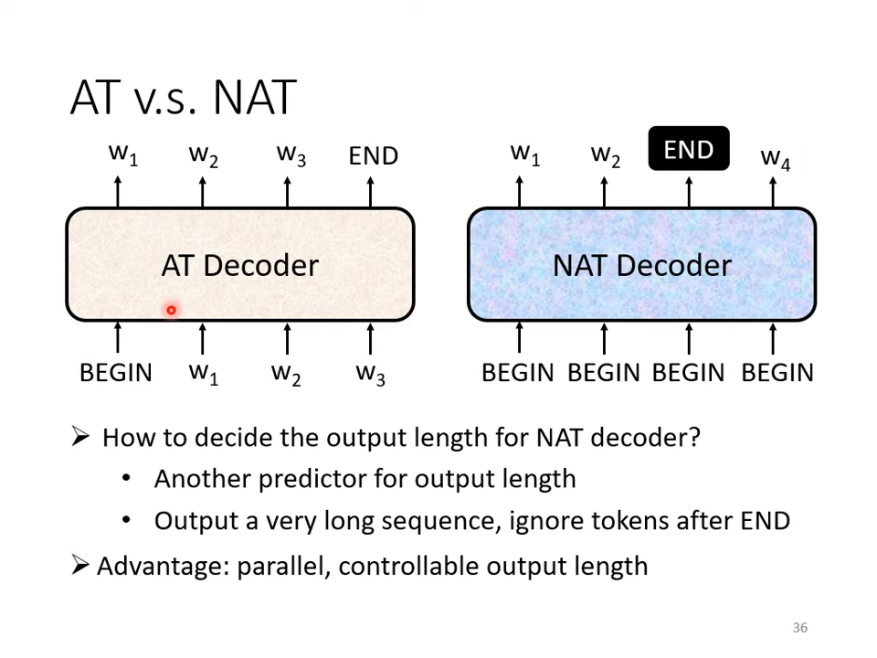 AT v.s. NAT
w1 w2 w3 END
w1 w2 END w4
AT Decoder
NAT Decoder
BEGIN w1 w2 w3
BEGIN BEGIN BEGIN BEGIN
➢ How to decide the output length for NAT decoder?
• Another predictor for output length
• Output a very long sequence, ignore tokens after END
➢ Advantage: parallel, controllable output length
36